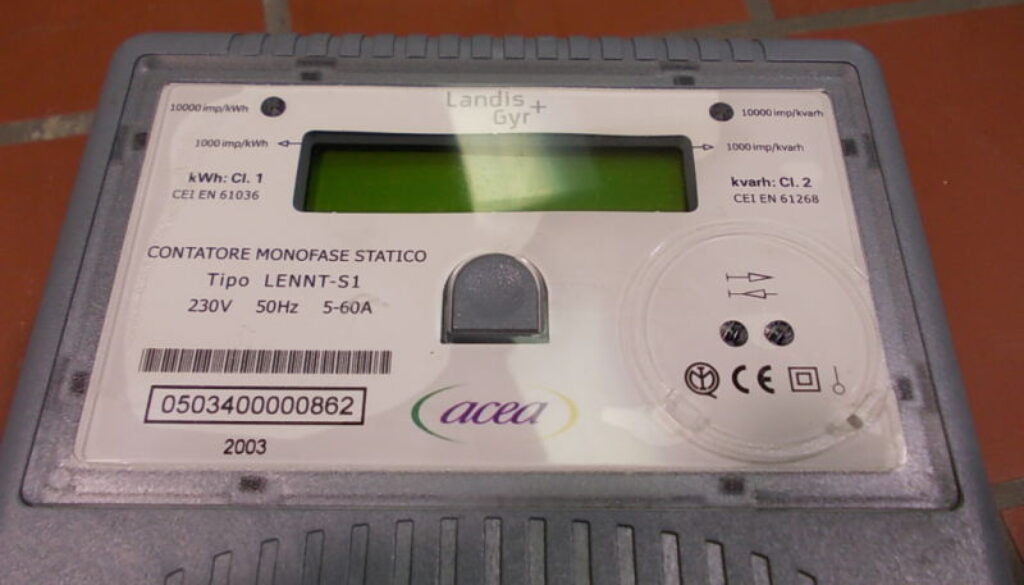 Landis
Gyr+
10000 imp/kWh
10000 imp/kvarh
1000 imp/kWh
1000 imp/kvarh
kWh: Cl. 1
CEI EN 61036
kvarh: Cl. 2
CEI EN 61268
CONTATORE MONOFASE STATICO
Tipo LENNT-S1
230V 50Hz 5-60A
0503400000862
2003
acea
CE